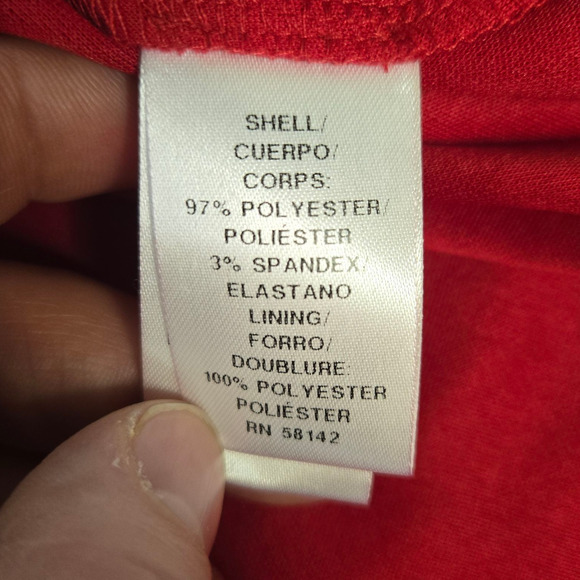 SHELL/
CUERPO/
CORPS:
97% POLYESTER/
POLIÉSTER
3% SPANDEX/
ELASTANO
LINING/
FORRO/
DOUBLURE:
100% POLYESTER
POLIÉSTER
RN 58142